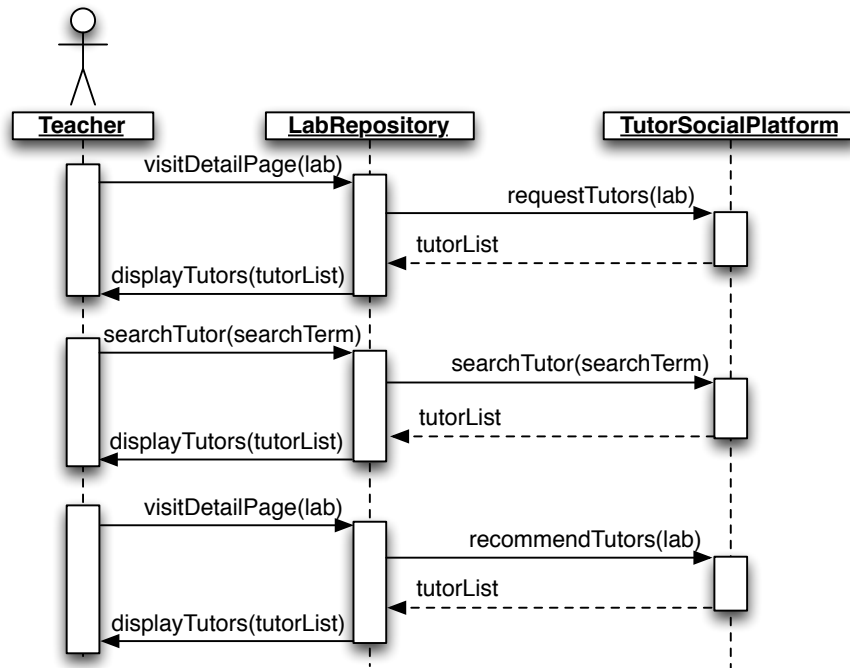 Teacher
LabRepository
TutorSocialPlatform
visitDetailPage(lab)
requestTutors(lab)
tutorList
displayTutors(tutorList)
searchTutor(searchTerm)
searchTutor(searchTerm)
tutorList
displayTutors(tutorList)
visitDetailPage(lab)
recommendTutors(lab)
tutorList
displayTutors(tutorList)